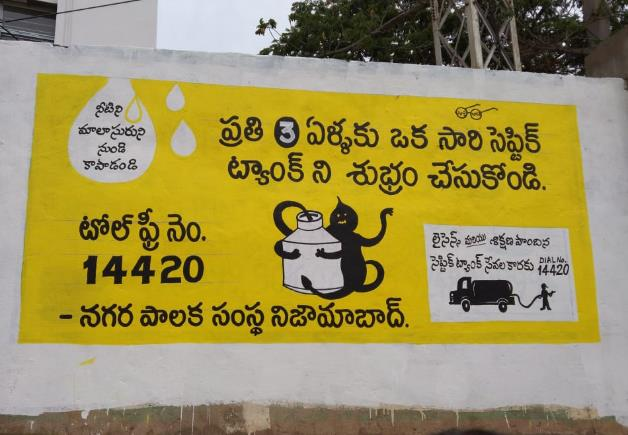 నీటిని
మాలాసురుని
నుండి
కాపాడండి
ప్రతి 3 ఏళ్ళకు ఒక సారి సెప్టిక్
ట్యాంక్ ని శుభ్రం చేసుకోండి.
టోల్ ఫ్రీ నెం.
14420
- నగర పాలక సంస్థ నిజామాబాద్.
లైసెన్స్ మరియు శిక్షణ పొందిన
సెప్టిక్ ట్యాంక్ సేవల కొరకు DIAL No.
14420